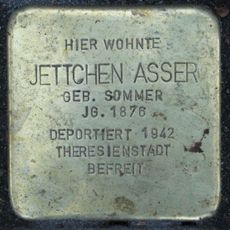 HIER WOHNTE
JETTCHEN ASSER
GEB. SOMMER
JG. 1876
DEPORTIERT 1942
THERESIENSTADT
BEFREIT